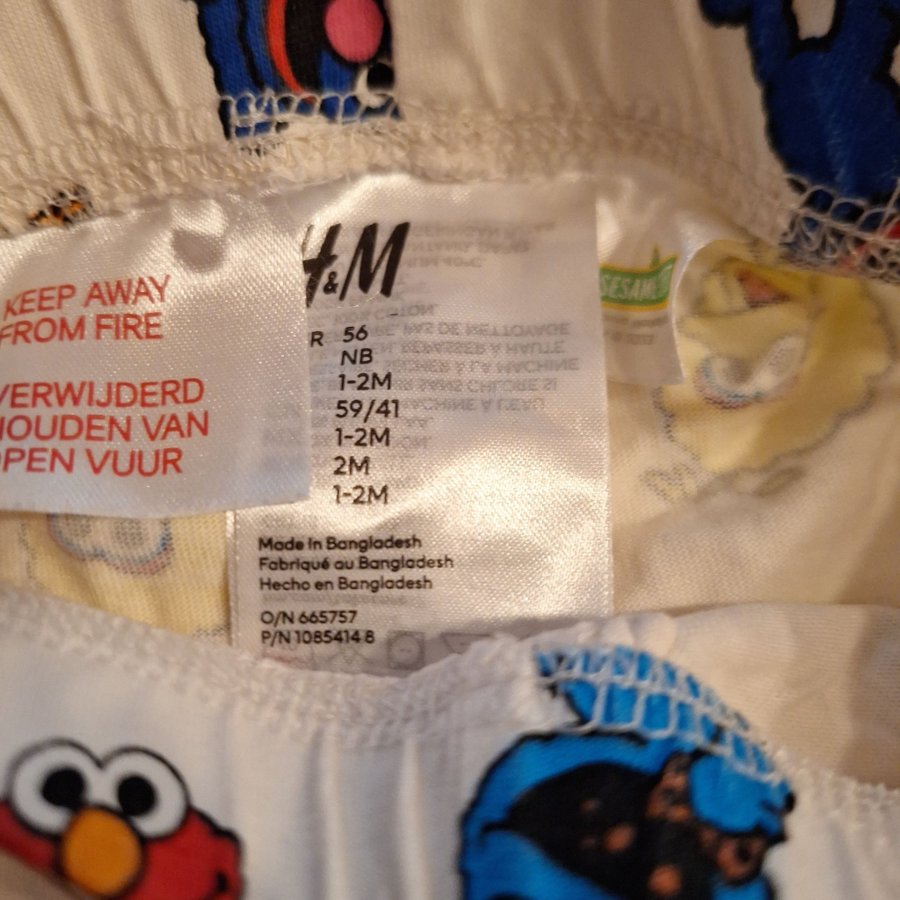 KEEP AWAY
FROM FIRE
VERWIJDERD
HOUDEN VAN
OPEN VUUR
H&M
R 56
NB
1-2M
59/41
1-2M
2M
1-2M
Made in Bangladesh
Fabriqué au Bangladesh
Hecho en Bangladesh
O/N 665757
P/N 1085414 8
SESAME